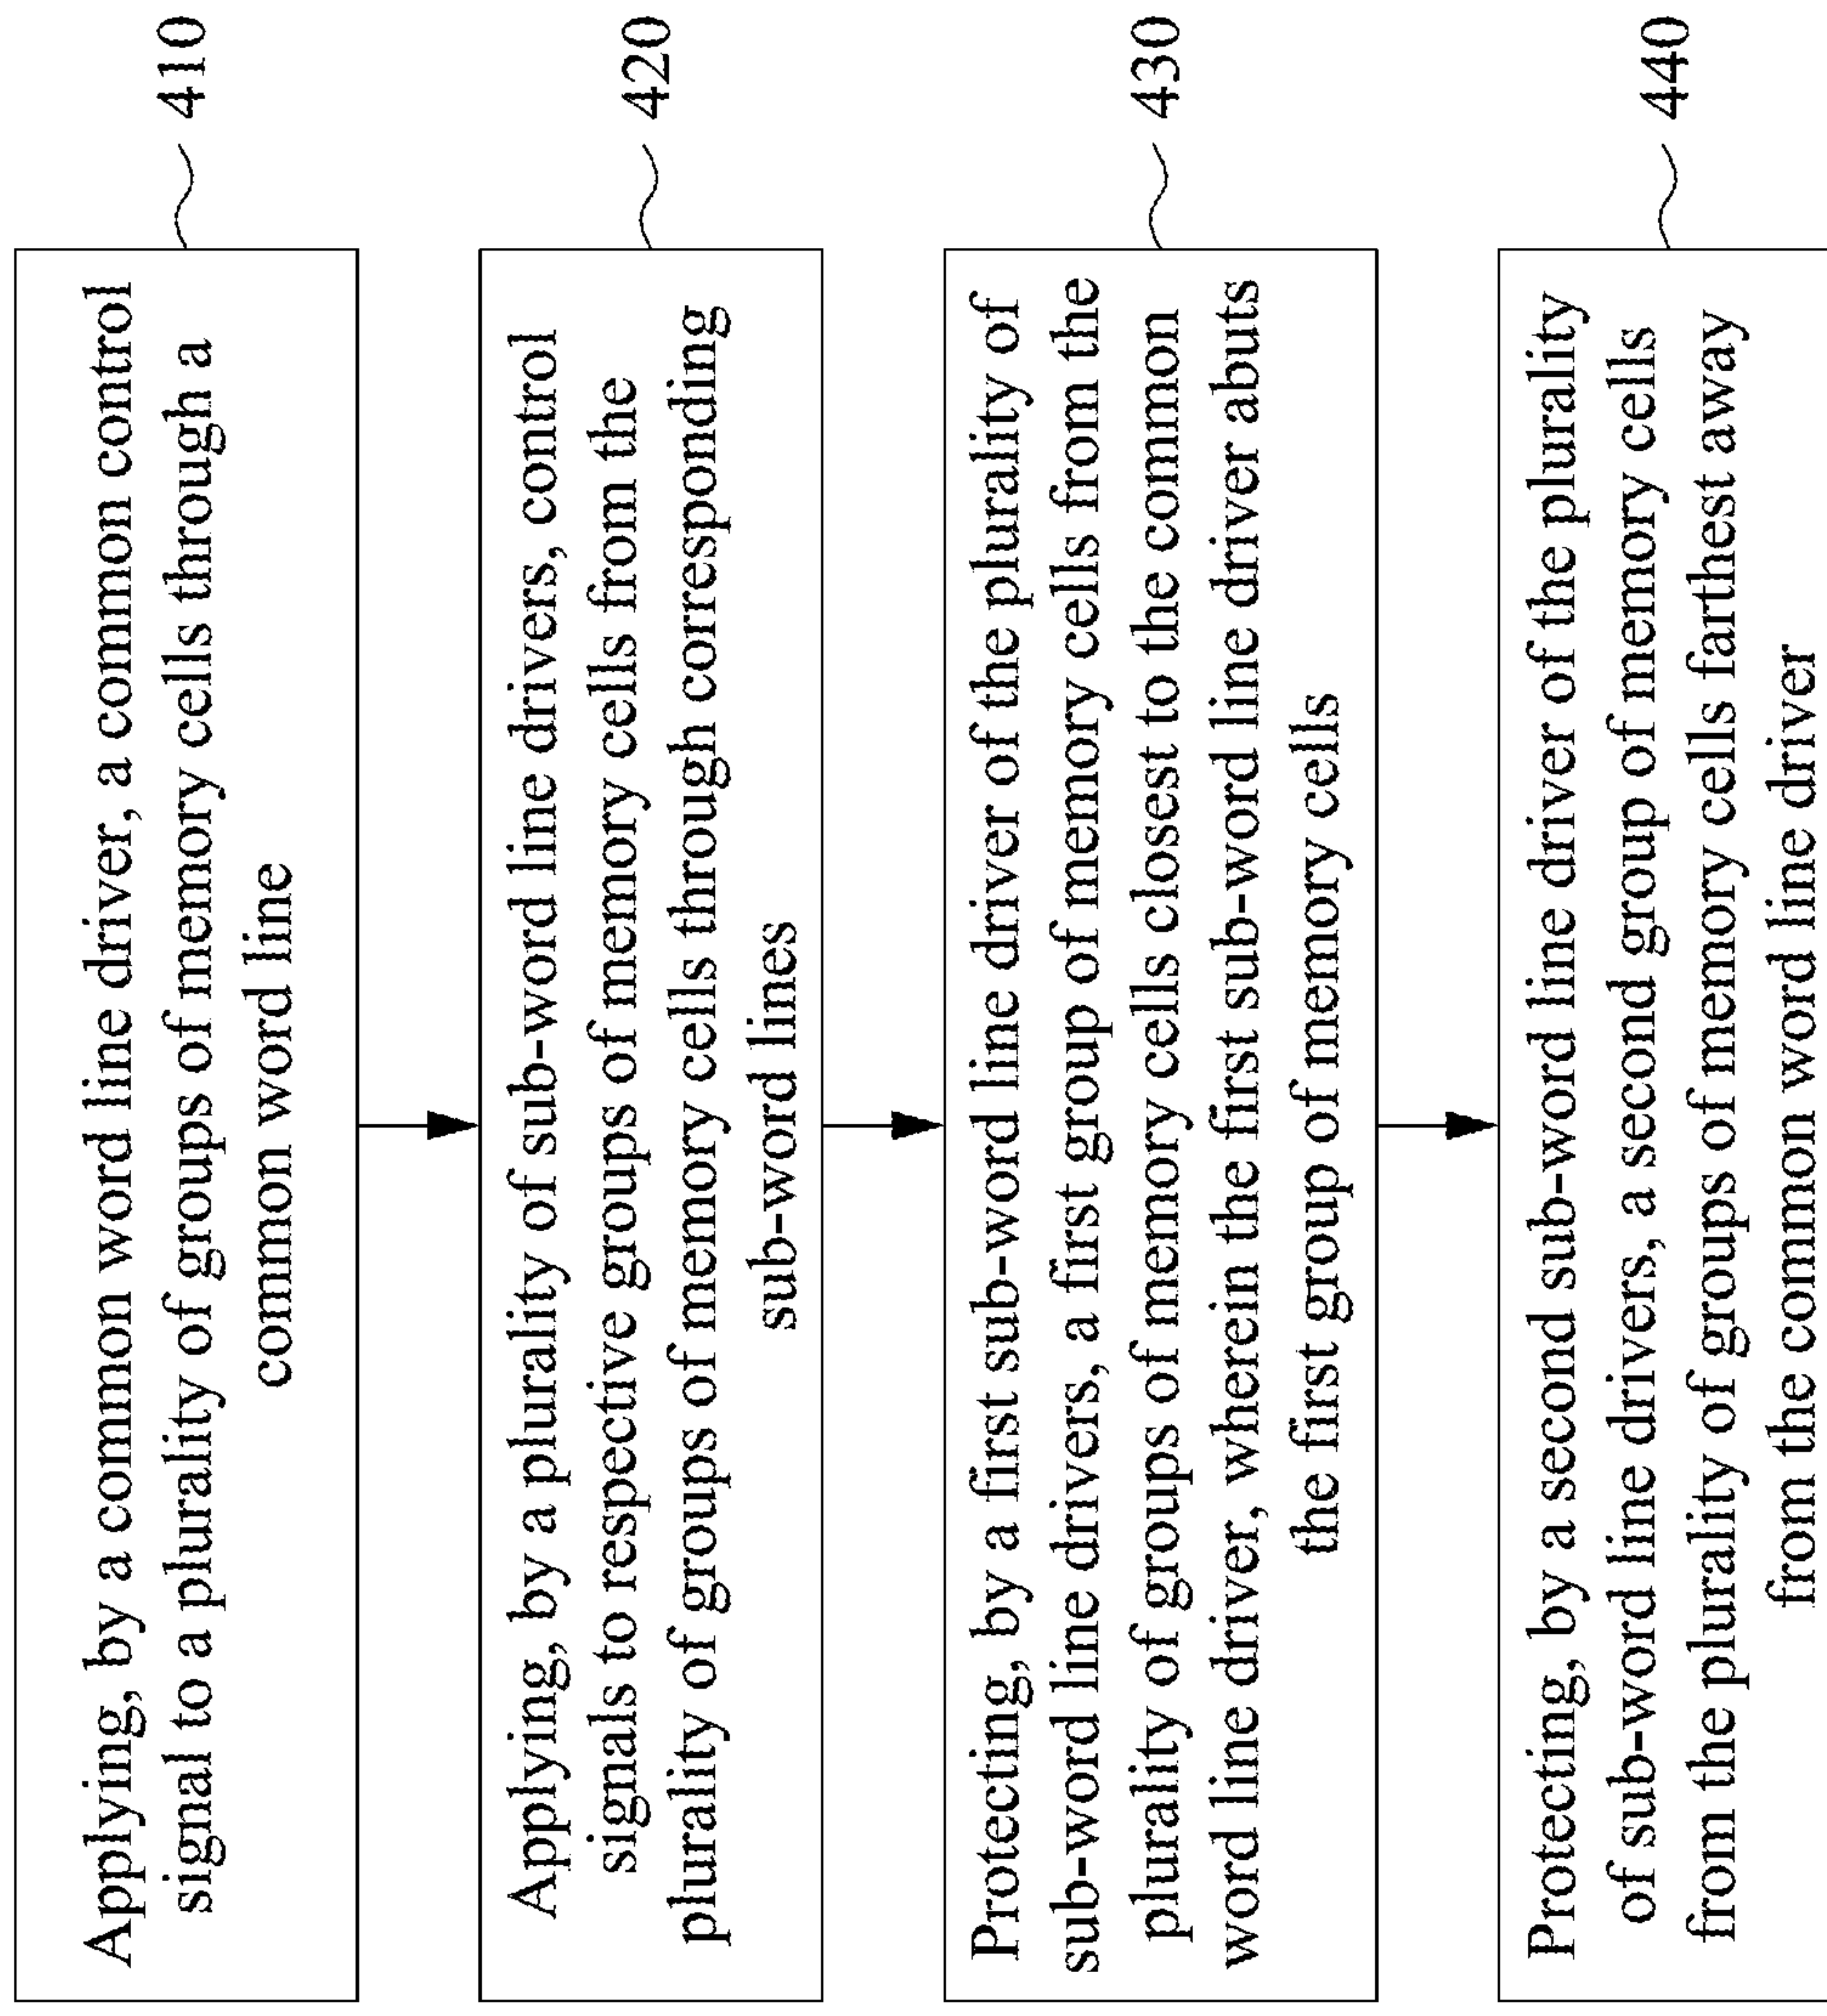 Applying, by a common word line driver, a common control
signal to a plurality of groups of memory cells through a
common word line
410
Applying, by a plurality of sub-word line drivers, control
signals to respective groups of memory cells from the
plurality of groups of memory cells through corresponding
sub-word lines
420
Protecting, by a first sub-word line driver of the plurality of
sub-word line drivers, a first group of memory cells from the
plurality of groups of memory cells closest to the common
word line driver, wherein the first sub-word line driver abuts
the first group of memory cells
430
Protecting, by a second sub-word line driver of the plurality
of sub-word line drivers, a second group of memory cells
from the plurality of groups of memory cells farthest away
from the common word line driver
440